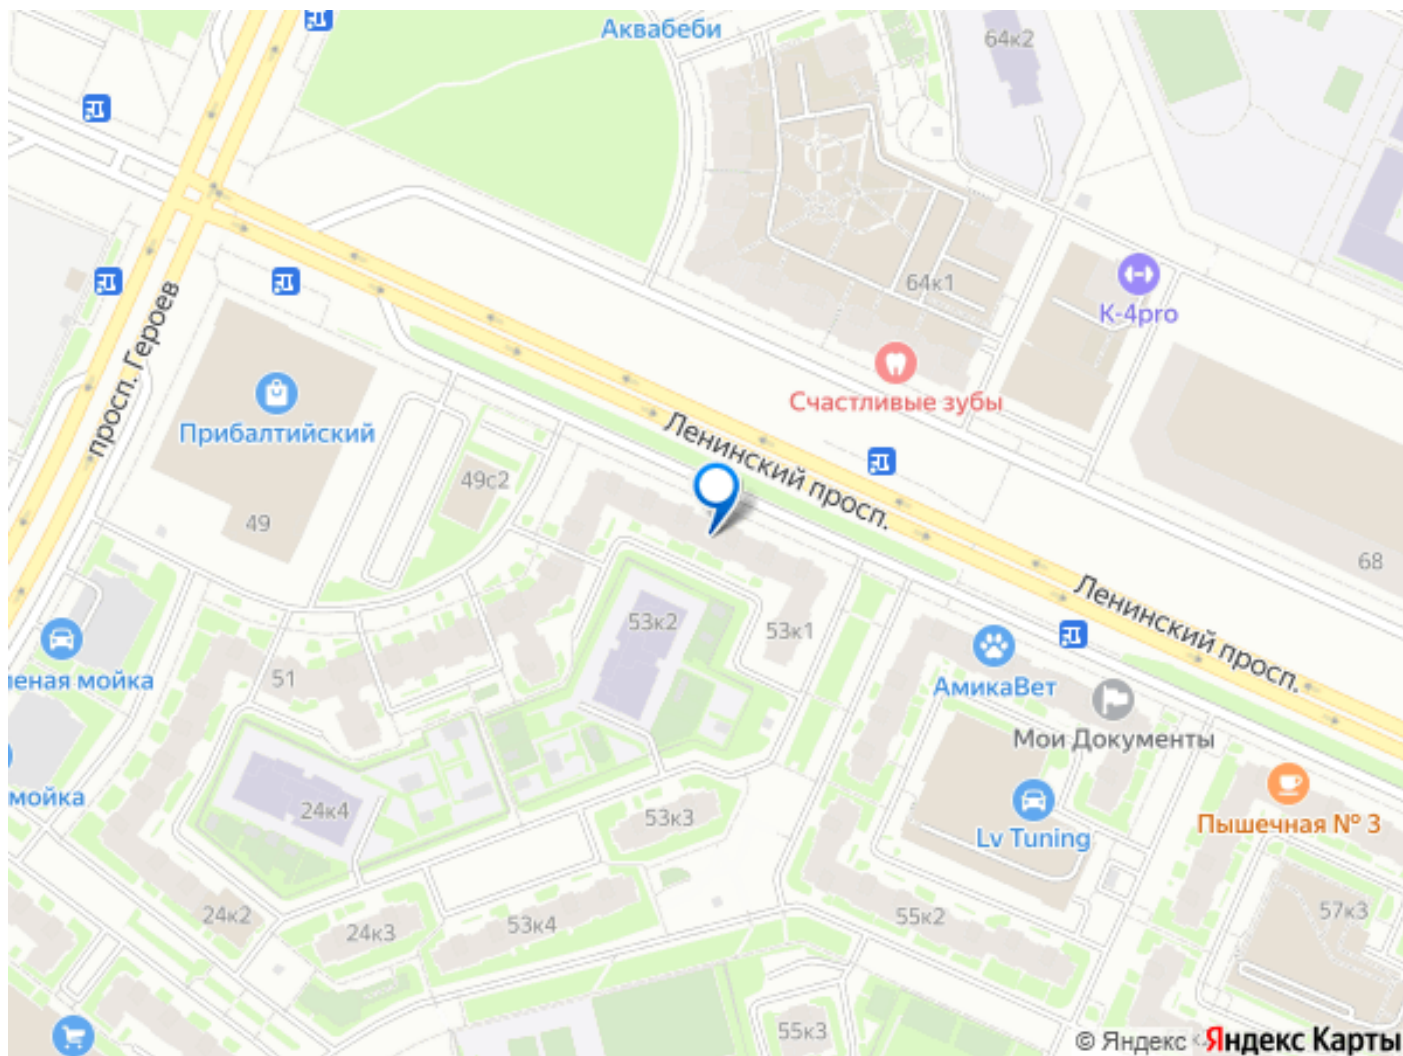 Аквабеби
64к2
64к1
K-4pro
Счастливые зубы
просп. Героев
Прибалтийский
Ленинский просп.
49с2
49
68
Ленинский просп.
53к2
53к1
51
леная мойка
АмикаВет
Мои Документы
мойка
24к4
53к3
Lv Tuning
Пышечная № 3
24к2
24к3
53к4
55к2
57к3
55к3
© Яндекс
Яндекс Карты